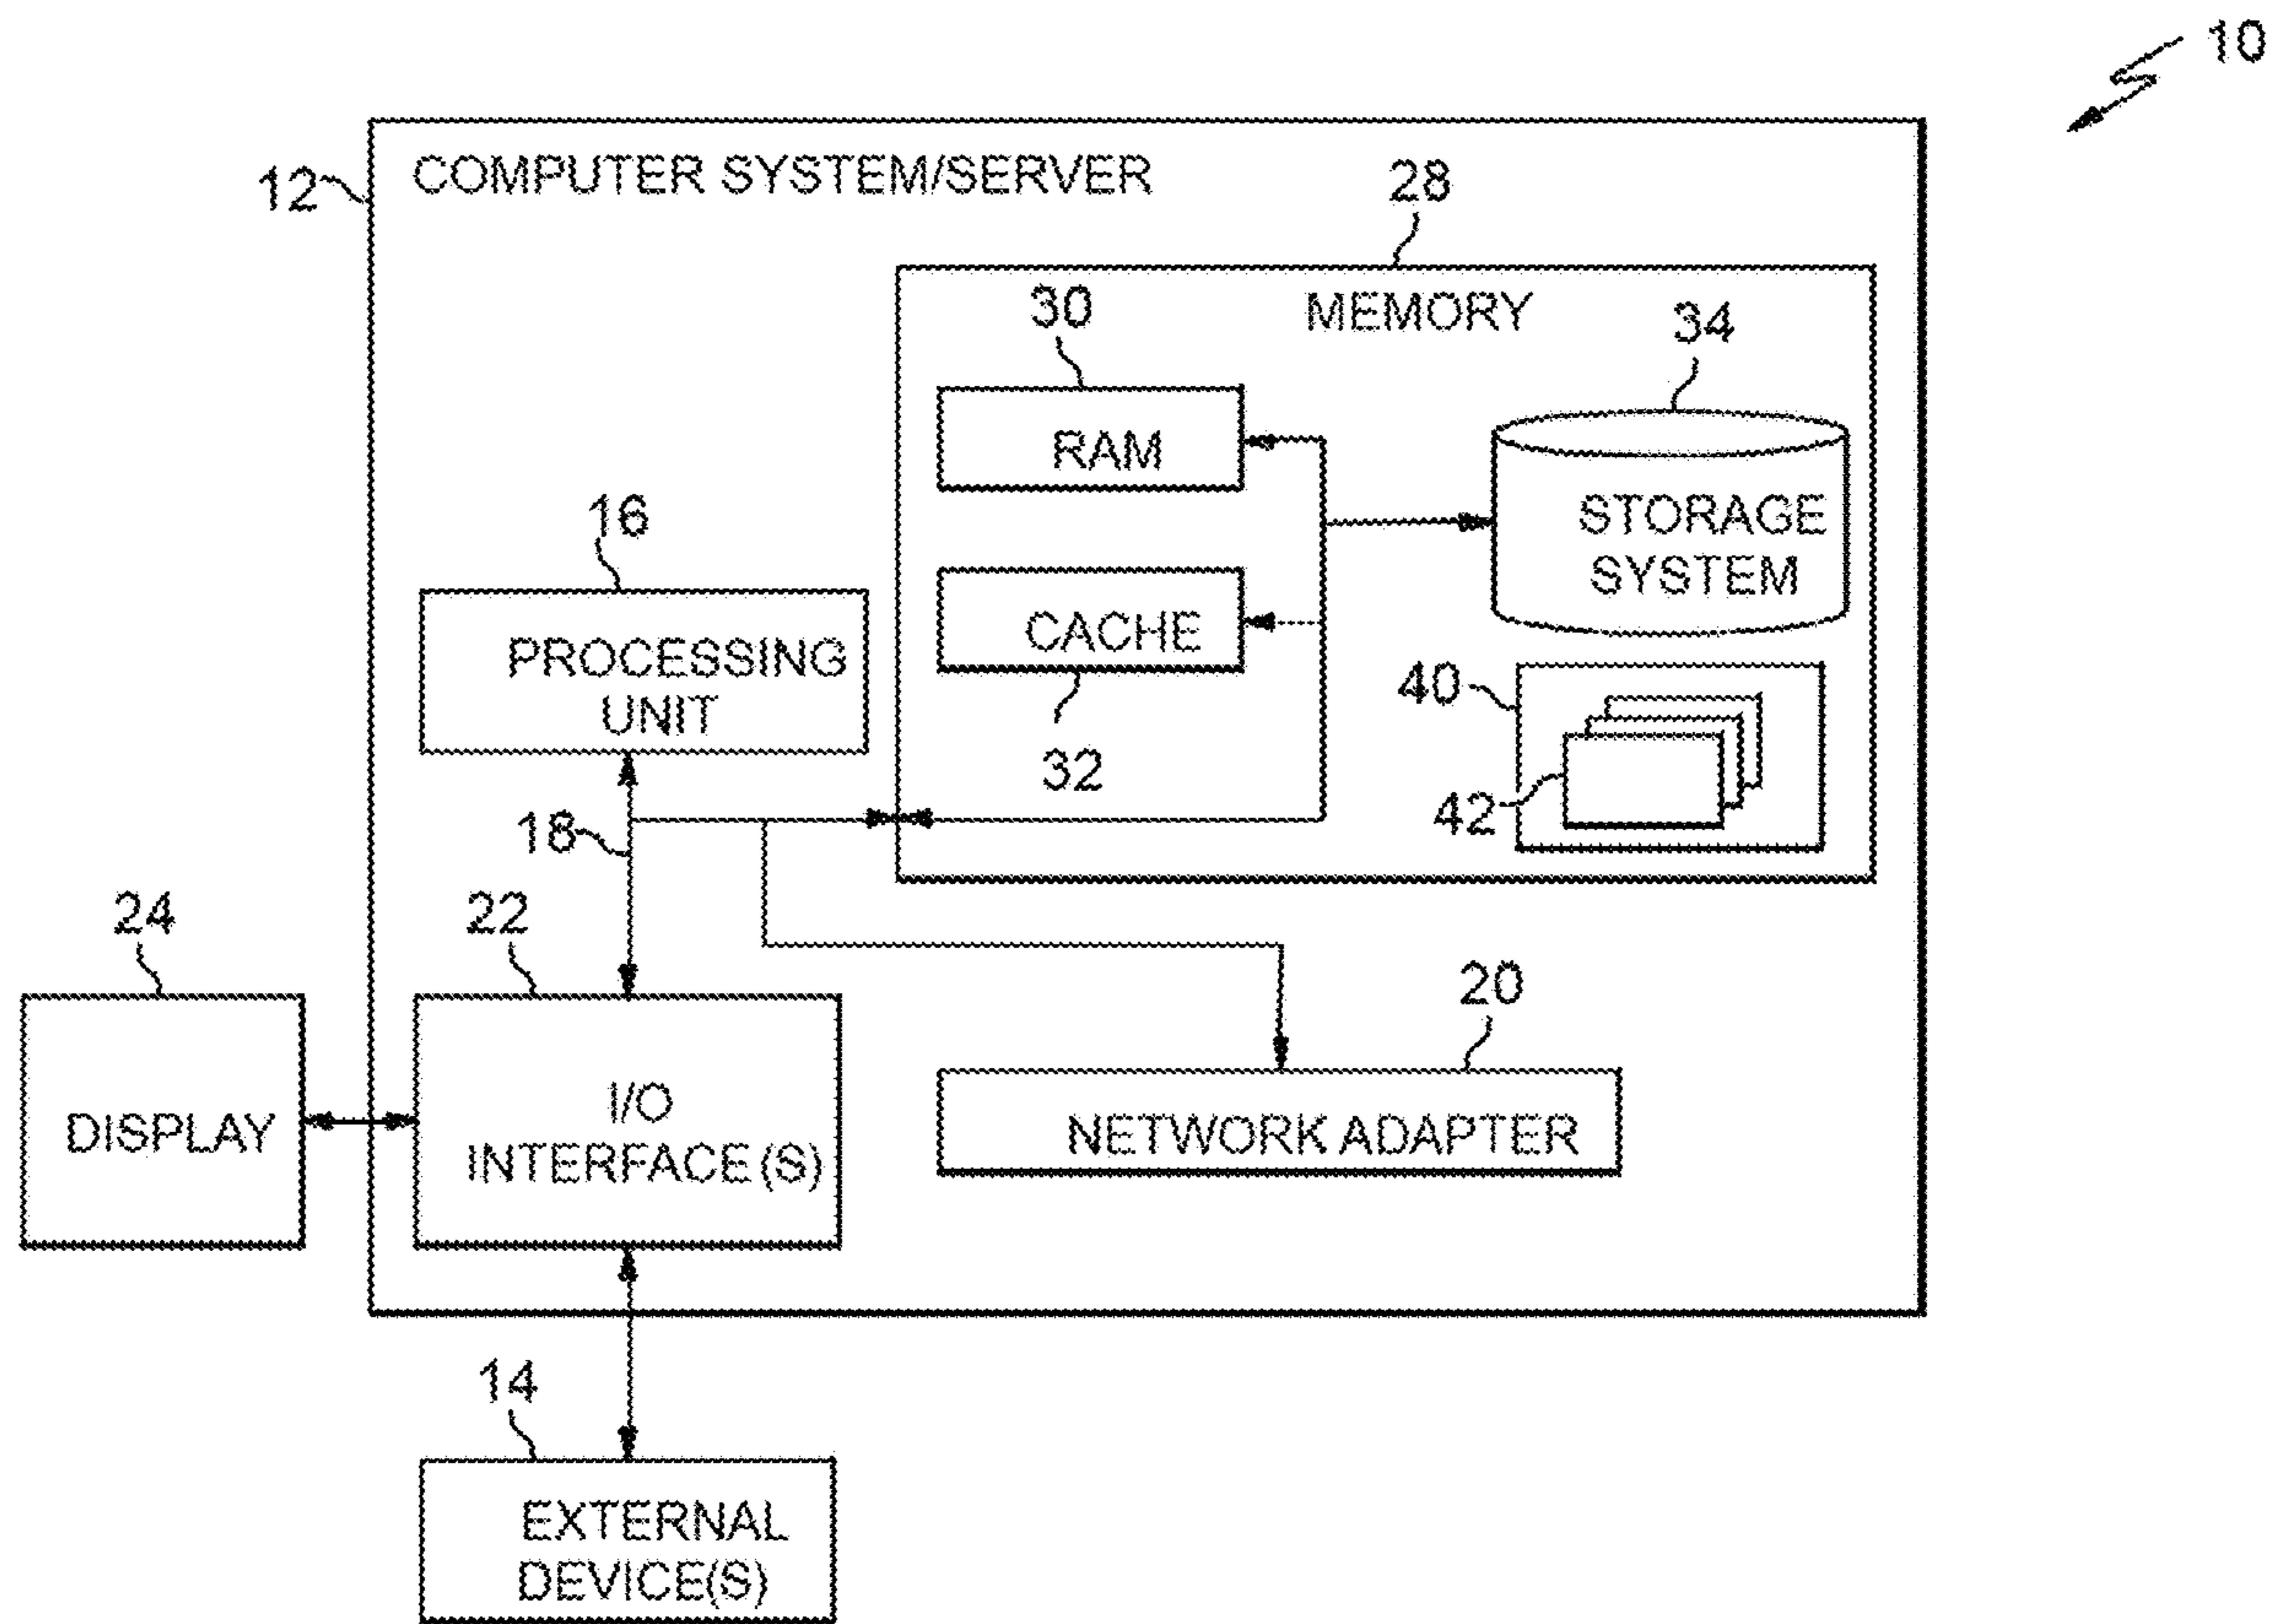 10
12
COMPUTER SYSTEM/SERVER
28
MEMORY
30
34
RAM
STORAGE
SYSTEM
16
CACHE
32
PROCESSING
UNIT
40
42
18
24
22
20
DISPLAY
I/O
INTERFACE(S)
NETWORK ADAPTER
14
EXTERNAL
DEVICE(S)